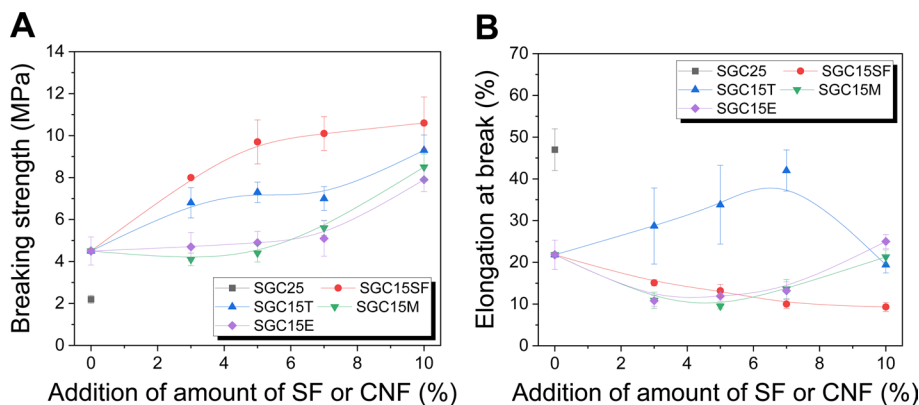 A
Breaking strength (MPa)
14
12
10
8
6
4
2
0
SGC25 SGC15SF
SGC15T SGC15M
SGC15E
0 2 4 6 8 10
Addition of amount of SF or CNF (%)
B
Elongation at break (%)
70
60
50
40
30
20
10
0
SGC25 SGC15SF
SGC15T SGC15M
SGC15E
0 2 4 6 8 10
Addition of amount of SF or CNF (%)